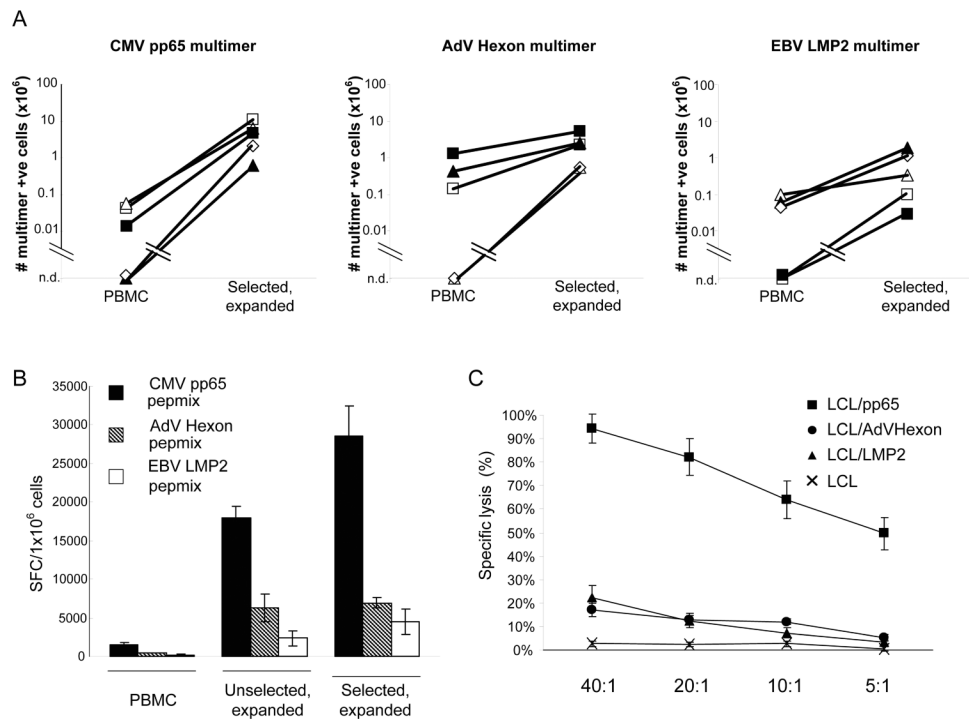 A
CMV pp65 multimer
# multimer +ve cells (x10⁶)
100
10
1
0.1
0.01
n.d.
PBMC
Selected,
expanded
AdV Hexon multimer
# multimer +ve cells (x10⁶)
100
10
1
0.1
0.01
n.d.
PBMC
Selected,
expanded
EBV LMP2 multimer
# multimer +ve cells (x10⁶)
100
10
1
0.1
0.01
n.d.
PBMC
Selected,
expanded
B
SFC/1x10⁶ cells
35000
30000
25000
20000
15000
10000
5000
0
CMV pp65
pepmix
AdV Hexon
pepmix
EBV LMP2
pepmix
PBMC
Unselected,
expanded
Selected,
expanded
C
Specific lysis (%)
100%
90%
80%
70%
60%
50%
40%
30%
20%
10%
0%
LCL/pp65
LCL/AdVHexon
LCL/LMP2
LCL
40:1
20:1
10:1
5:1